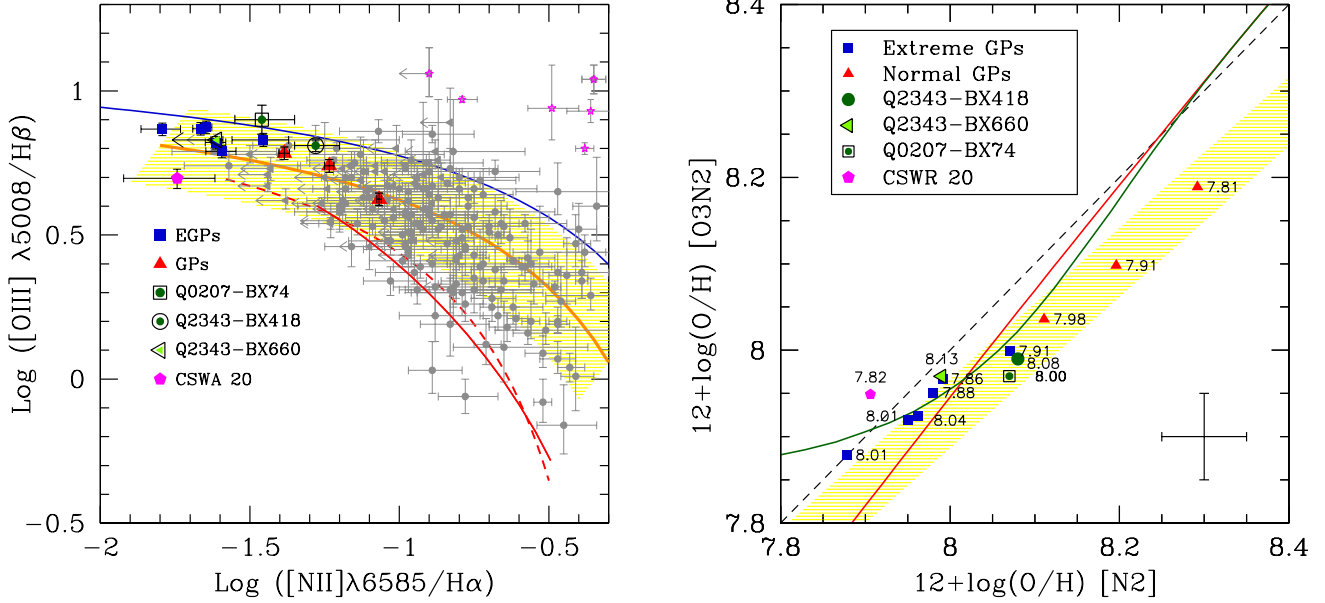 1
0.5
0
−0.5
−2
−1.5
−1
−0.5
Log ([OIII] λ5008/Hβ)
Log ([NII]λ6585/Hα)
EGPs
GPs
Q0207−BX74
Q2343−BX418
Q2343−BX660
CSWA 20
8.4
8.2
8
7.8
7.8
8
8.2
8.4
12+log(O/H) [O3N2]
12+log(O/H) [N2]
Extreme GPs
Normal GPs
Q2343−BX418
Q2343−BX660
Q0207−BX74
CSWR 20
7.81
7.91
7.98
7.91
8.13
8.08
8.00
7.82
7.86
7.88
8.01
8.04
8.01